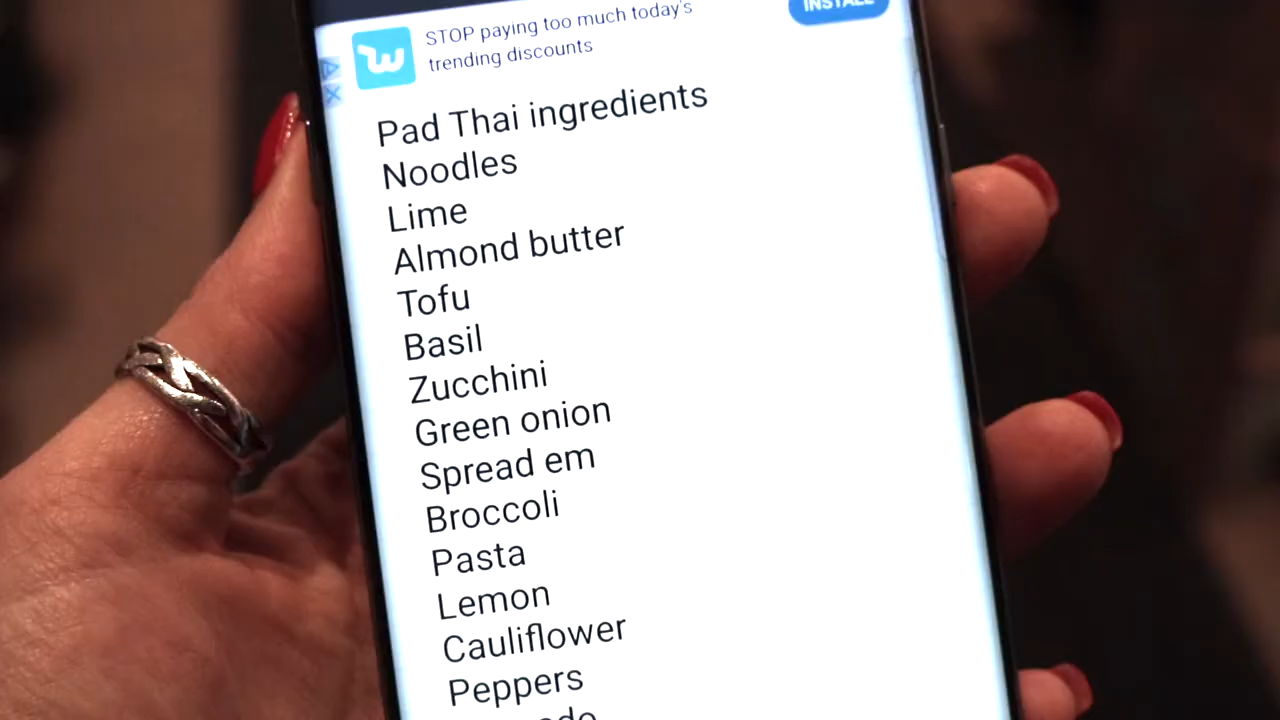 STOP paying too much today's
trending discounts
INSTALL
Pad Thai ingredients
Noodles
Lime
Almond butter
Tofu
Basil
Zucchini
Green onion
Spread em
Broccoli
Pasta
Lemon
Cauliflower
Peppers